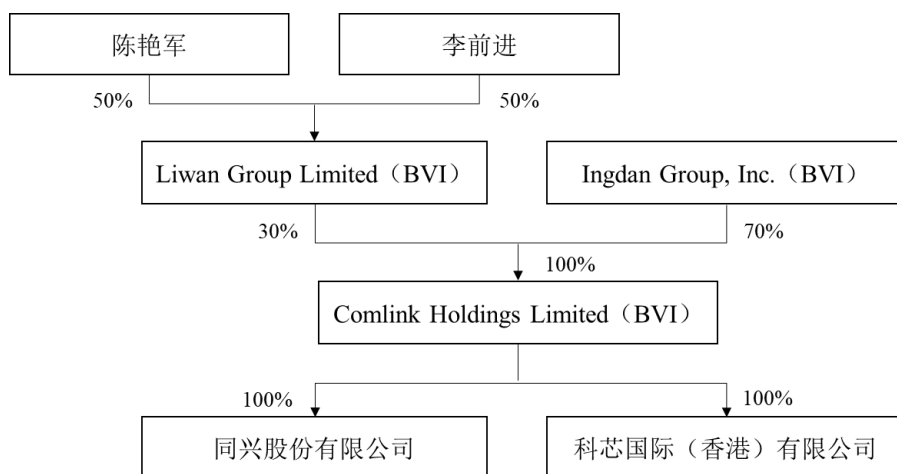 陈艳军
李前进
50%
50%
Liwan Group Limited（BVI）
Ingdan Group, Inc.（BVI）
30%
70%
100%
Comlink Holdings Limited（BVI）
100%
100%
同兴股份有限公司
科芯国际（香港）有限公司